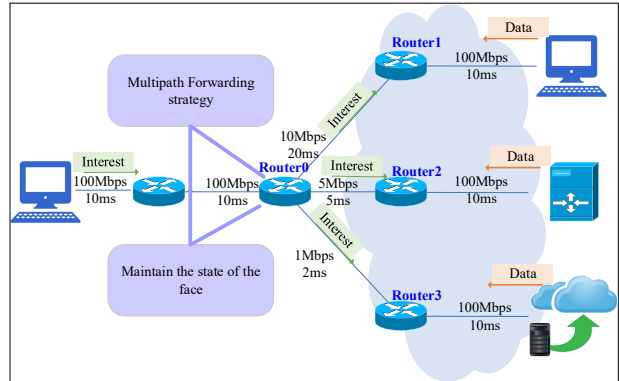 Multipath Forwarding
strategy
Interest
100Mbps
10ms
100Mbps
10ms
Router0
Maintain the state of the
face
Interest
10Mbps
20ms
Router1
100Mbps
10ms
Data
Interest
5Mbps
5ms
Router2
100Mbps
10ms
Data
Interest
1Mbps
2ms
Router3
100Mbps
10ms
Data